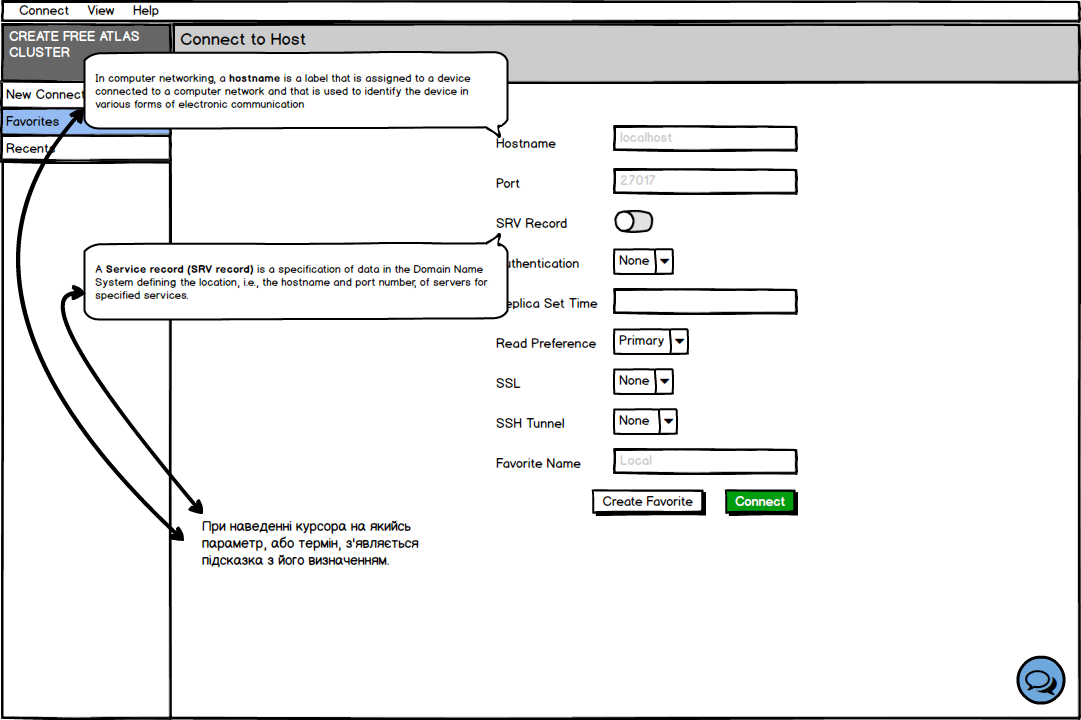 Connect View Help
CREATE FREE ATLAS
CLUSTER
Connect to Host
In computer networking, a hostname is a label that is assigned to a device
connected to a computer network and that is used to identify the device in
various forms of electronic communication
New Connect
Favorites
Recents
Hostname
localhost
Port
27017
SRV Record
A Service record (SRV record) is a specification of data in the Domain Name
System defining the location, i.e., the hostname and port number, of servers for
specified services.
uthentication
None
eplica Set Time
Read Preference
Primary
SSL
None
SSH Tunnel
None
Favorite Name
Local
Create Favorite
Connect
При наведенні курсора на якийсь
параметр, або термін, з'являється
підсказка з його визначенням.